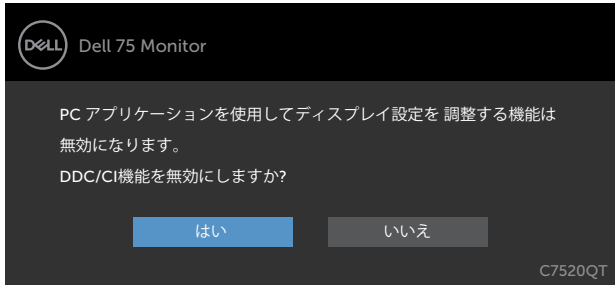 DELL
Dell 75 Monitor
PC アプリケーションを使用してディスプレイ設定を 調整する機能は
無効になります。
DDC/CI機能を無効にしますか?
はい
いいえ
C7520QT